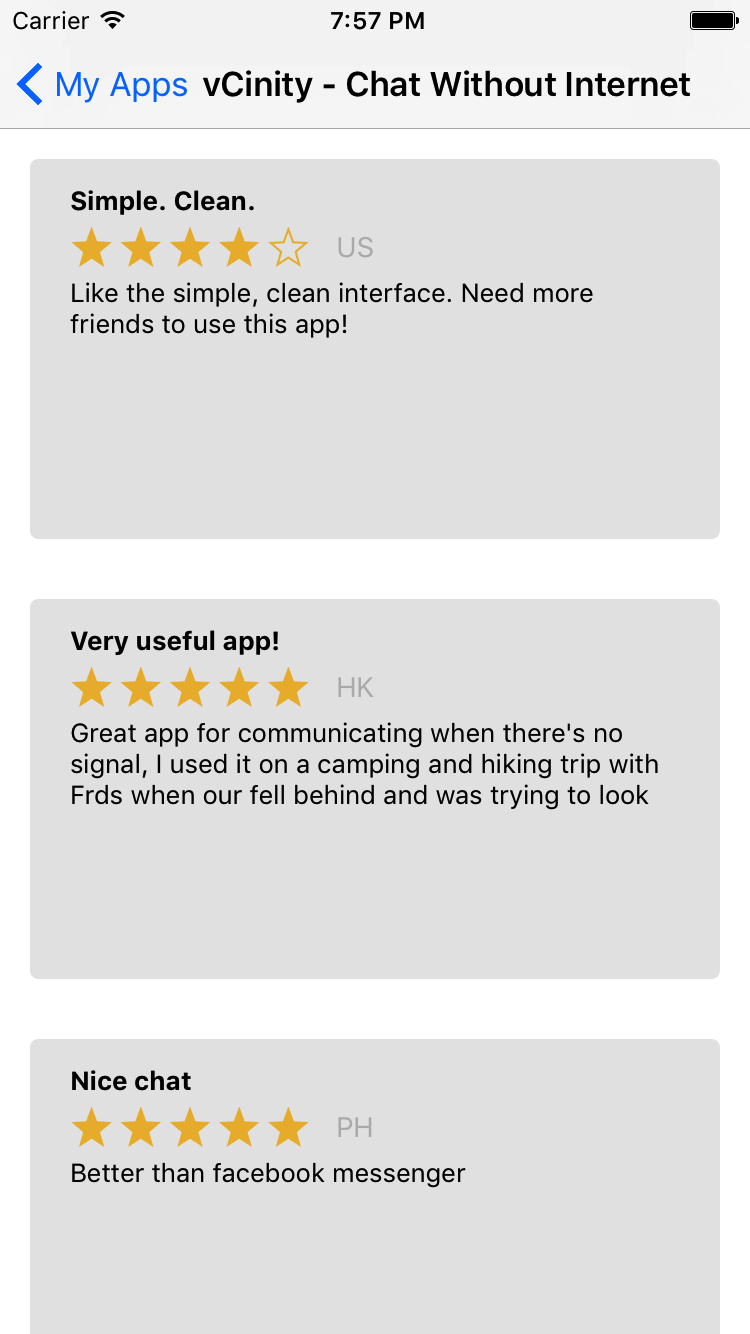 Carrier 7:57 PM
My Apps vCinity - Chat Without Internet
Simple. Clean.
US
Like the simple, clean interface. Need more
friends to use this app!
Very useful app!
HK
Great app for communicating when there's no
signal, I used it on a camping and hiking trip with
Frds when our fell behind and was trying to look
Nice chat
PH
Better than facebook messenger